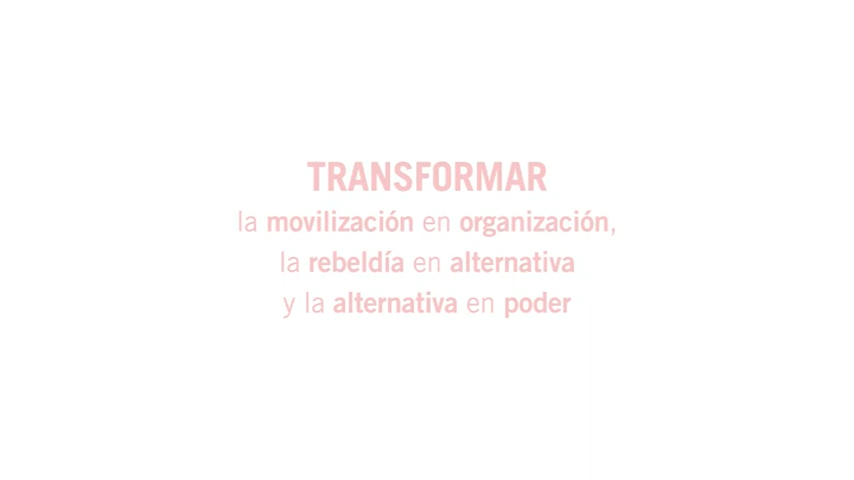 TRANSFORMAR
la movilización en organización,
la rebeldía en alternativa
y la alternativa en poder